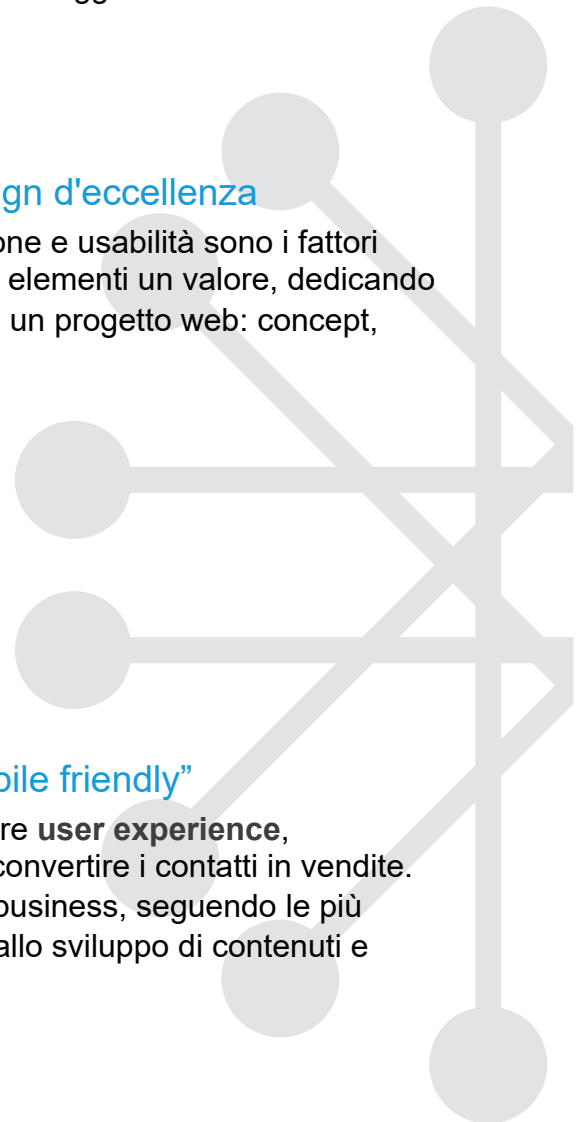 gn d'eccellenza
one e usabilità sono i fattori
elementi un valore, dedicando
un progetto web: concept,
bile friendly”
re user experience,
convertire i contatti in vendite.
business, seguendo le più
allo sviluppo di contenuti e